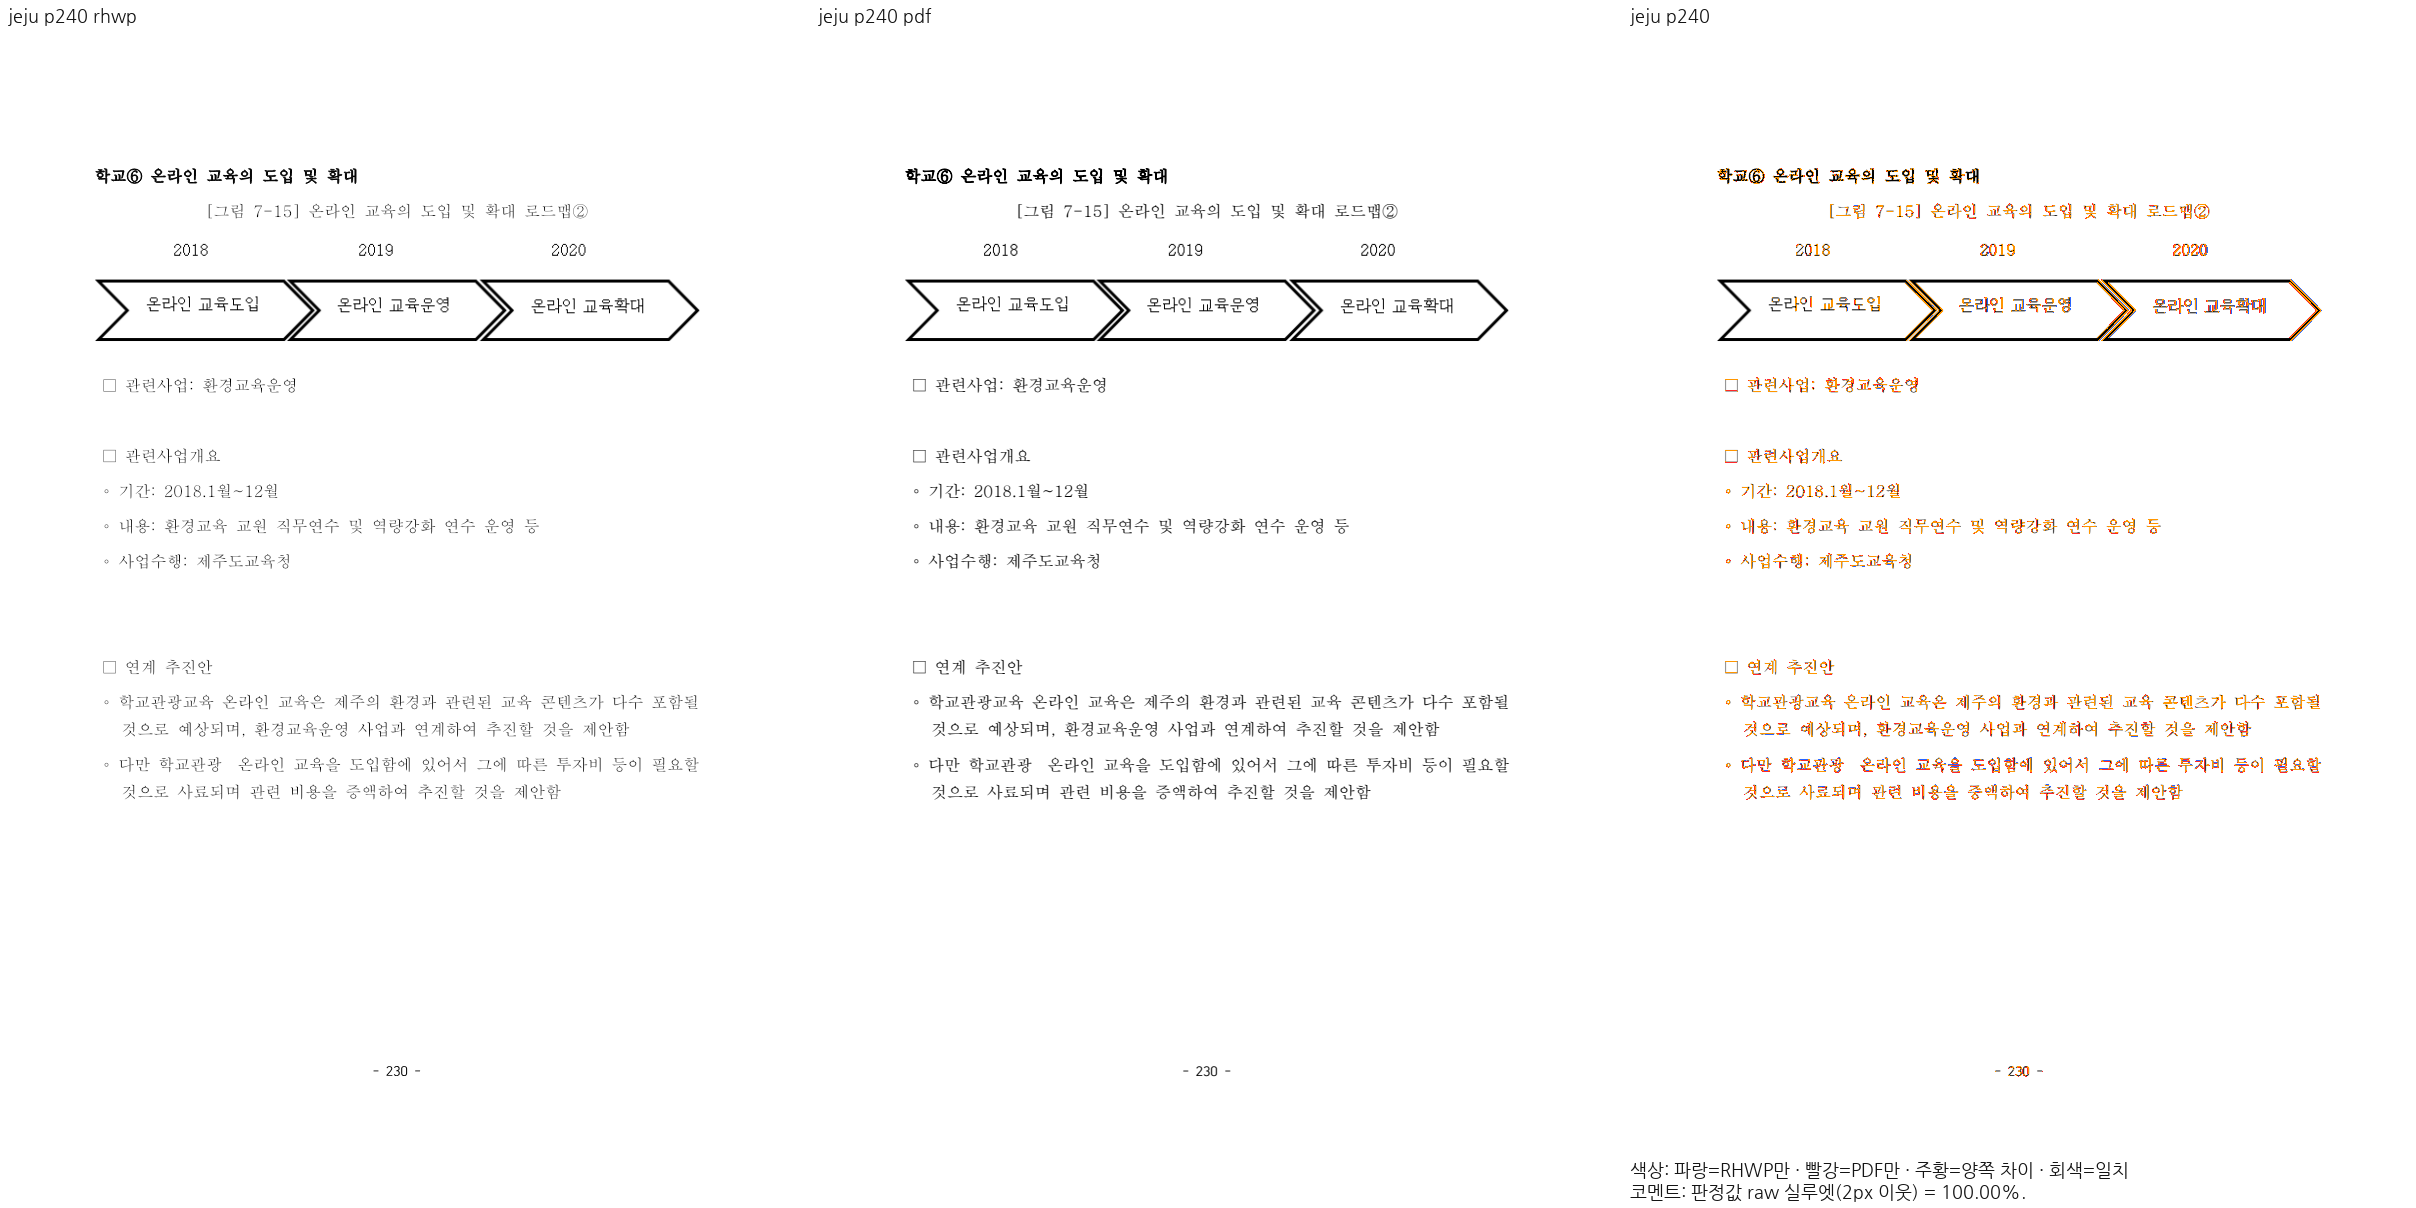 jeju p240 rhwp
학교⑥ 온라인 교육의 도입 및 확대
[그림 7-15] 온라인 교육의 도입 및 확대 로드맵②
2018 2019 2020
온라인 교육도입 온라인 교육운영 온라인 교육확대
□ 관련사업: 환경교육운영
□ 관련사업개요
◦ 기간: 2018.1월~12월
◦ 내용: 환경교육 교원 직무연수 및 역량강화 연수 운영 등
◦ 사업수행: 제주도교육청
□ 연계 추진안
◦ 학교관광교육 온라인 교육은 제주의 환경과 관련된 교육 콘텐츠가 다수 포함될
것으로 예상되며, 환경교육운영 사업과 연계하여 추진할 것을 제안함
◦ 다만 학교관광 온라인 교육을 도입함에 있어서 그에 따른 투자비 등이 필요할
것으로 사료되며 관련 비용을 증액하여 추진할 것을 제안함
- 230 -
jeju p240 pdf
학교⑥ 온라인 교육의 도입 및 확대
[그림 7-15] 온라인 교육의 도입 및 확대 로드맵②
2018 2019 2020
온라인 교육도입 온라인 교육운영 온라인 교육확대
□ 관련사업: 환경교육운영
□ 관련사업개요
◦ 기간: 2018.1월~12월
◦ 내용: 환경교육 교원 직무연수 및 역량강화 연수 운영 등
◦ 사업수행: 제주도교육청
□ 연계 추진안
◦ 학교관광교육 온라인 교육은 제주의 환경과 관련된 교육 콘텐츠가 다수 포함될
것으로 예상되며, 환경교육운영 사업과 연계하여 추진할 것을 제안함
◦ 다만 학교관광 온라인 교육을 도입함에 있어서 그에 따른 투자비 등이 필요할
것으로 사료되며 관련 비용을 증액하여 추진할 것을 제안함
- 230 -
jeju p240
학교⑥ 온라인 교육의 도입 및 확대
[그림 7-15] 온라인 교육의 도입 및 확대 로드맵②
2018 2019 2020
온라인 교육도입 온라인 교육운영 온라인 교육확대
□ 관련사업: 환경교육운영
□ 관련사업개요
◦ 기간: 2018.1월~12월
◦ 내용: 환경교육 교원 직무연수 및 역량강화 연수 운영 등
◦ 사업수행: 제주도교육청
□ 연계 추진안
◦ 학교관광교육 온라인 교육은 제주의 환경과 관련된 교육 콘텐츠가 다수 포함될
것으로 예상되며, 환경교육운영 사업과 연계하여 추진할 것을 제안함
◦ 다만 학교관광 온라인 교육을 도입함에 있어서 그에 따른 투자비 등이 필요할
것으로 사료되며 관련 비용을 증액하여 추진할 것을 제안함
- 230 -
색상: 파랑=RHWP만 · 빨강=PDF만 · 주황=양쪽 차이 · 회색=일치
코멘트: 판정값 raw 실루엣(2px 이웃) = 100.00%.